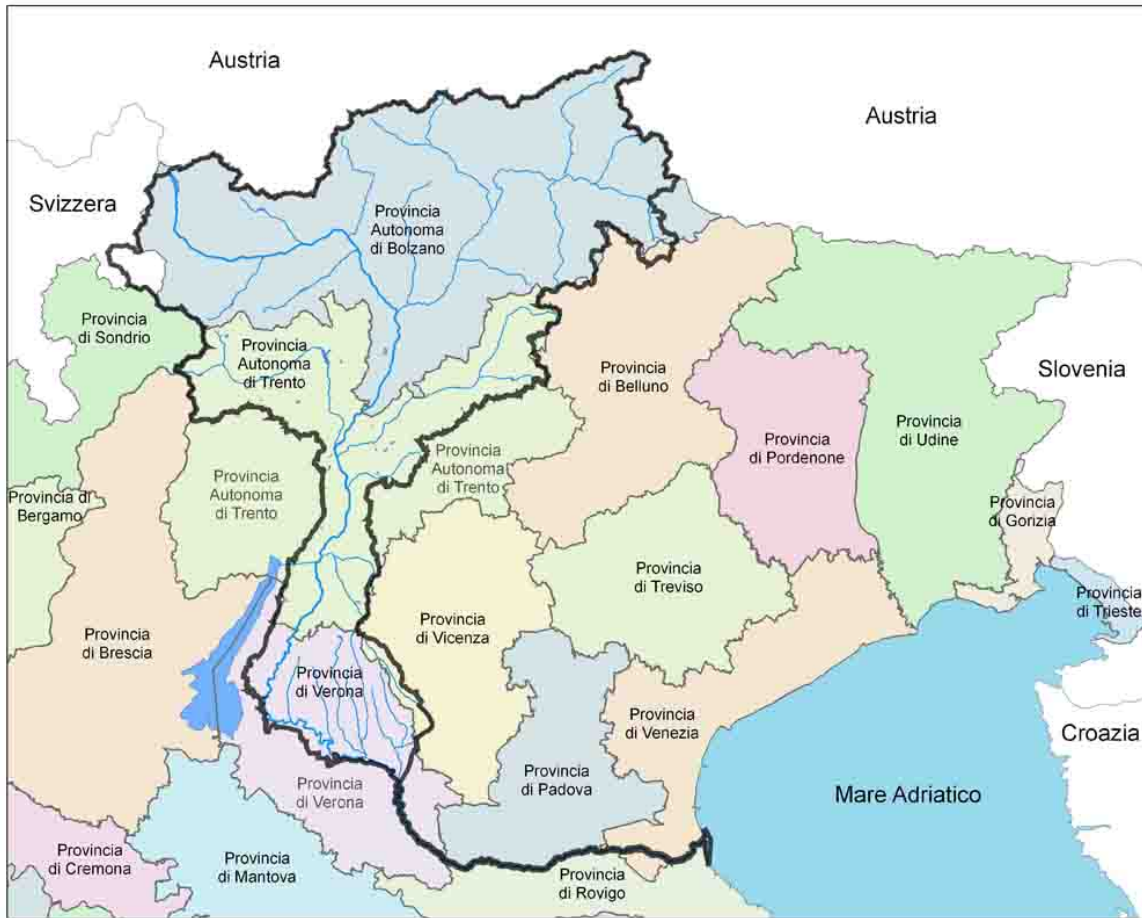 Austria
Austria
Svizzera
Provincia
Autonoma
di Bolzano
Provincia
di Sondrio
Provincia
Autonoma
di Trento
Provincia
di Belluno
Slovenia
Provincia
di Udine
Provincia
di Pordenone
Provincia
Autonoma
di Trento
Provincia
Autonoma
di Trento
Provincia di
Bergamo
Provincia
di Gorizia
Provincia
di Treviso
Provincia
di Trieste
Provincia
di Brescia
Provincia
di Vicenza
Provincia
di Verona
Provincia
di Venezia
Croazia
Provincia
di Padova
Provincia
di Verona
Mare Adriatico
Provincia
di Cremona
Provincia
di Mantova
Provincia
di Rovigo